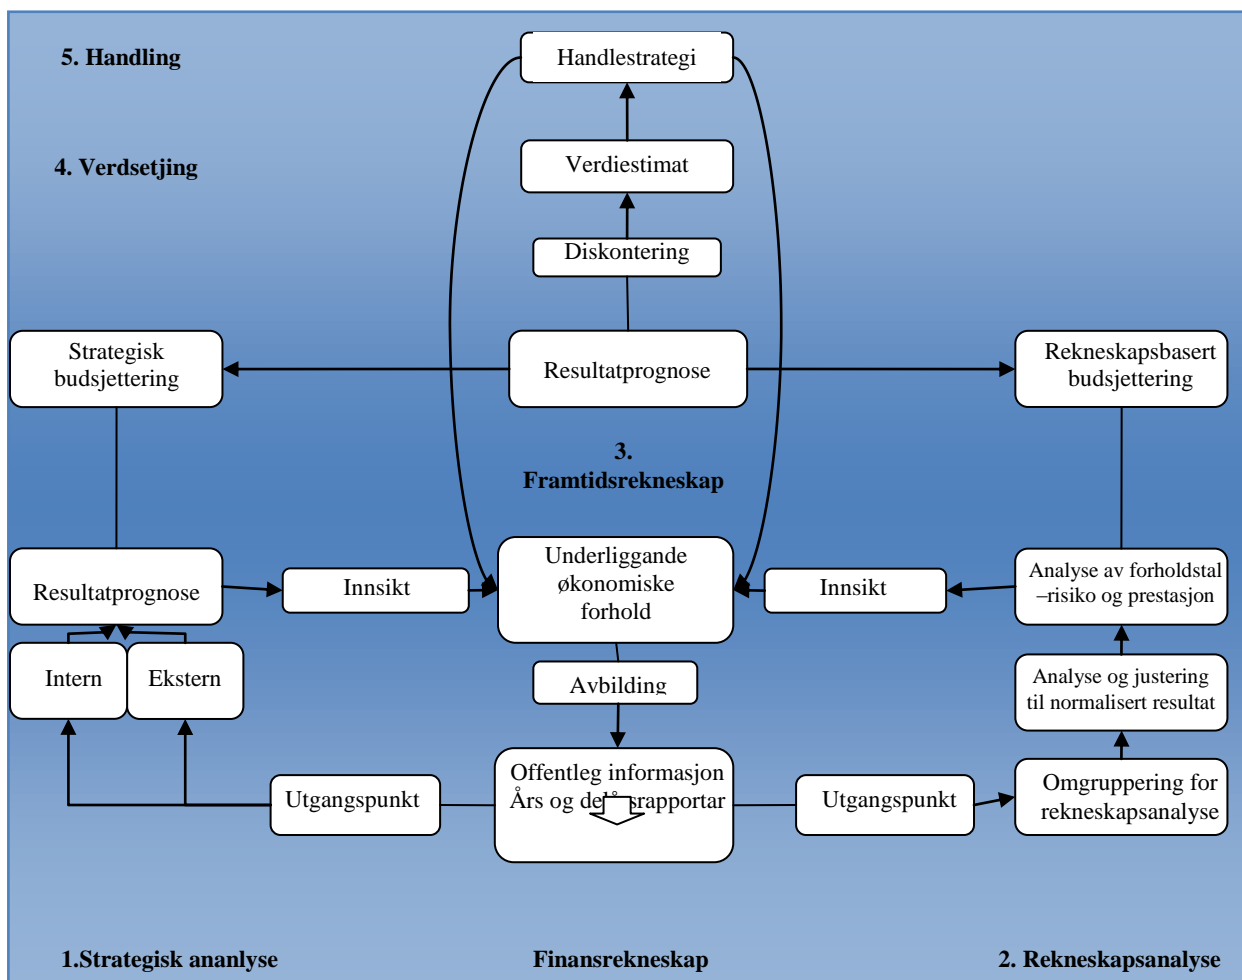 5. Handling
Handlestrategi
4. Verdsetjing
Verdiestimat
Diskontering
Strategisk
budsjettering
Resultatprognose
Rekneskapsbasert
budsjettering
3.
Framtidsrekneskap
Resultatprognose
Innsikt
Underliggande
økonomiske
forhold
Innsikt
Analyse av forholdstal
–risiko og prestasjon
Intern
Ekstern
Avbilding
Analyse og justering
til normalisert resultat
Utgangspunkt
Offentleg informasjon
Års og delårsrapportar
Utgangspunkt
Omgruppering for
rekneskapsanalyse
1.Strategisk ananlyse
Finansrekneskap
2. Rekneskapsanalyse